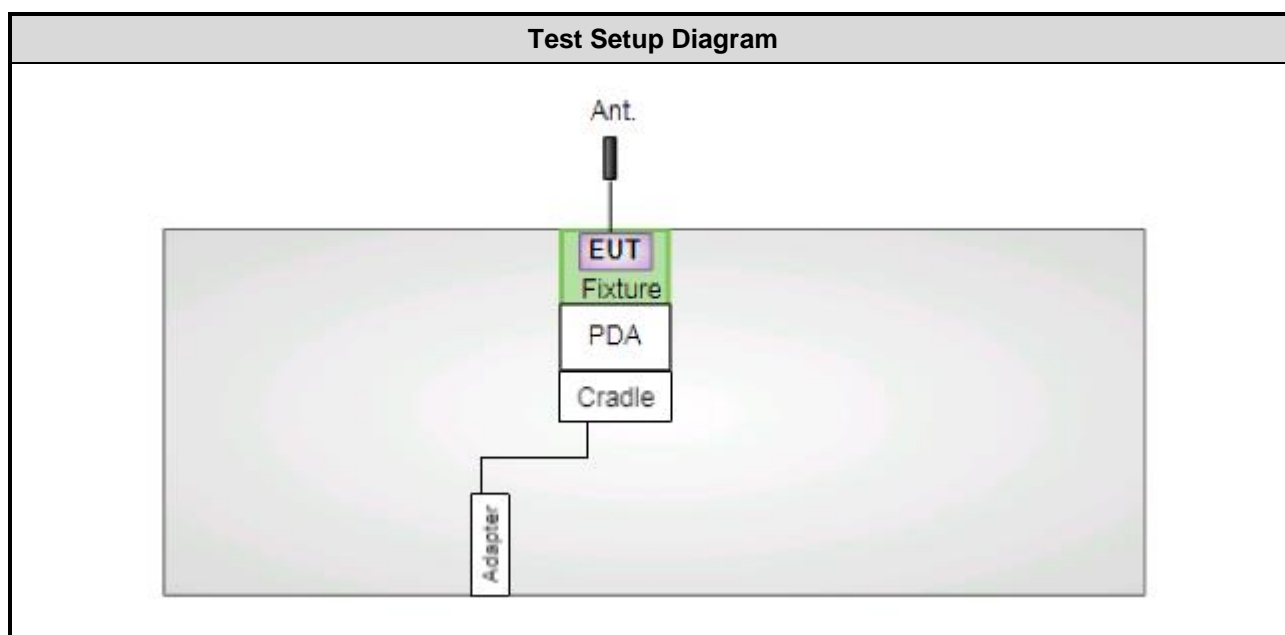 Test Setup Diagram
Ant.
EUT
Fixture
PDA
Cradle
Adapter